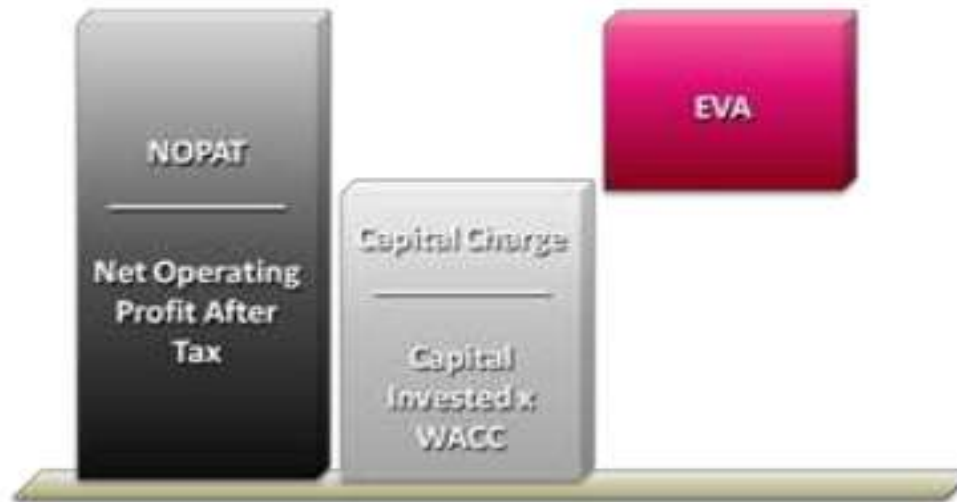 NOPAT
Net Operating
Profit After
Tax
Capital Charge
Capital
Invested x
WACC
EVA